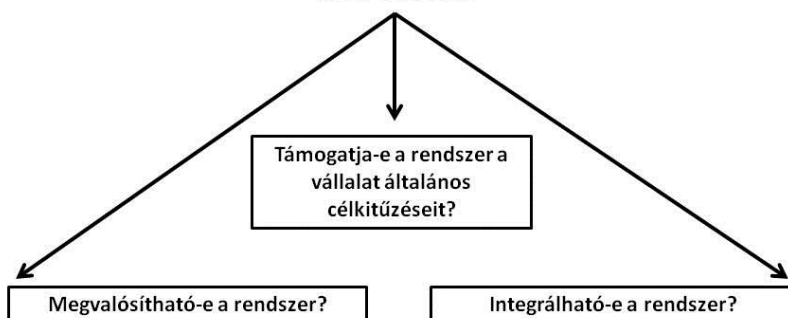 Támogatja-e a rendszer a
vállalat általános
célkitűzéseit?
Megvalósítható-e a rendszer?
Integrálható-e a rendszer?